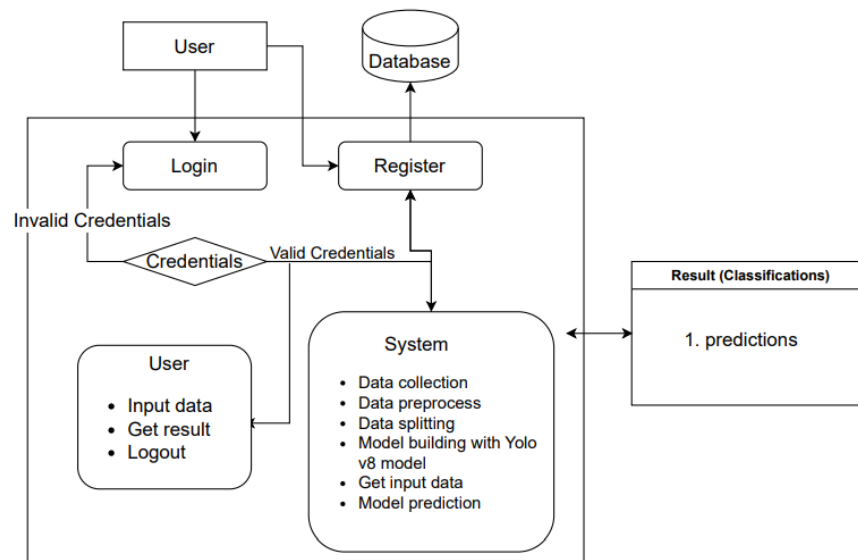 User
Database
Login
Register
Invalid Credentials
Credentials
Valid Credentials
Result (Classifications)
1. predictions
User
• Input data
• Get result
• Logout
System
• Data collection
• Data preprocess
• Data splitting
• Model building with Yolo
v8 model
• Get input data
• Model prediction